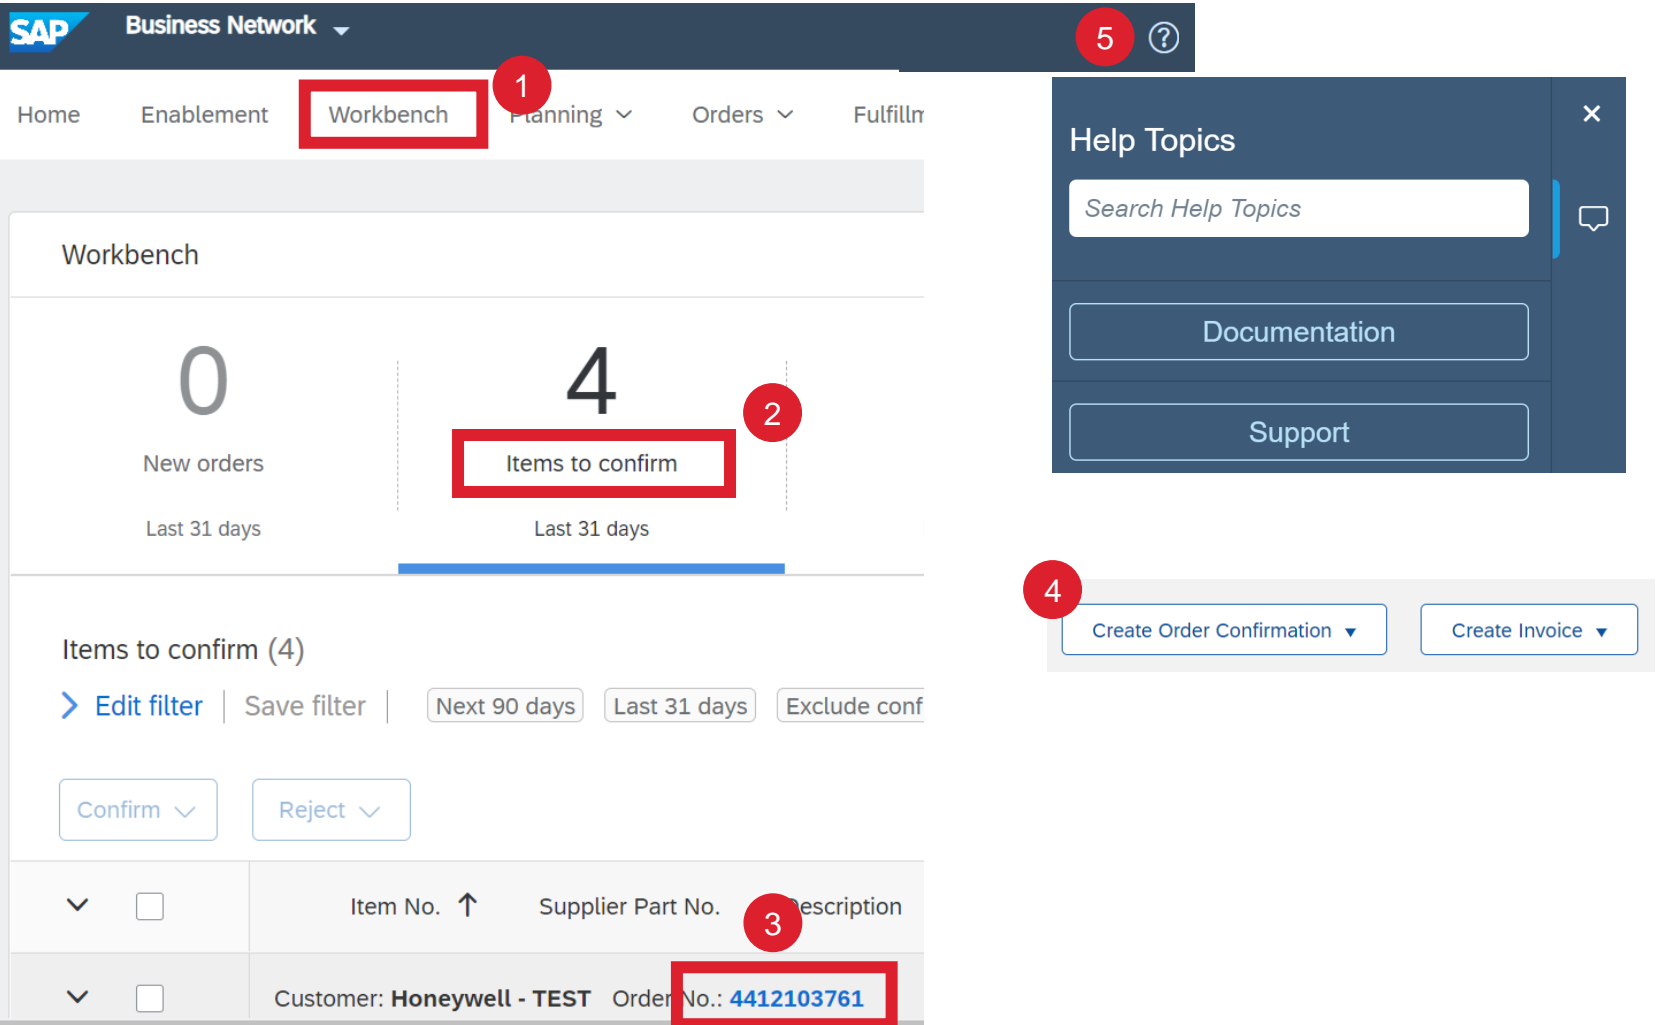 SAP Business Network
5 ?
1
Home Enablement Workbench Planning Orders Fulfillm
Workbench
0 4
2
New orders Items to confirm
Last 31 days Last 31 days
Items to confirm (4)
Edit filter Save filter Next 90 days Last 31 days Exclude conf
Confirm Reject
Item No. ↑ Supplier Part No. Description
3
Customer: Honeywell - TEST Order No.: 4412103761
Help Topics
Search Help Topics
Documentation
Support
4
Create Order Confirmation Create Invoice